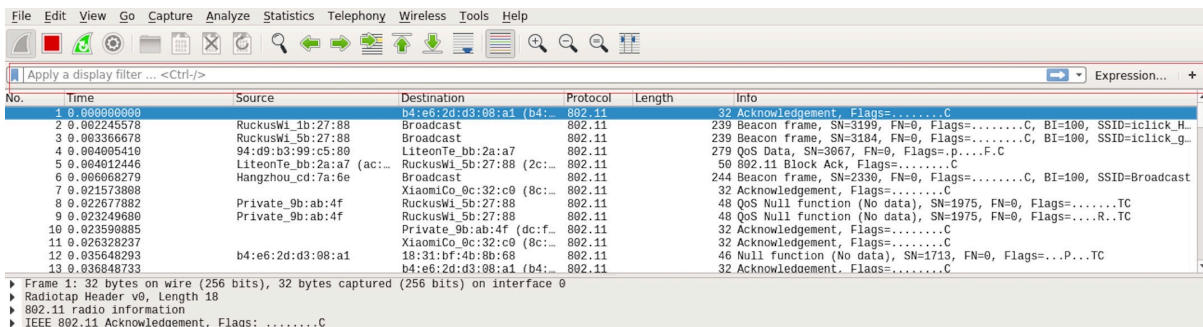 File Edit View Go Capture Analyze Statistics Telephony Wireless Tools Help
Apply a display filter ... <Ctrl-/> Expression... +
No. Time Source Destination Protocol Length Info
1 0.000000000 b4:e6:2d:d3:08:a1 (b4:… 802.11 32 Acknowledgement, Flags=........C
2 0.002245578 RuckusWi_1b:27:88 Broadcast 802.11 239 Beacon frame, SN=3199, FN=0, Flags=........C, BI=100, SSID=iclick_H…
3 0.003366678 RuckusWi_5b:27:88 Broadcast 802.11 239 Beacon frame, SN=3184, FN=0, Flags=........C, BI=100, SSID=iclick_g…
4 0.004005410 94:d9:b3:99:c5:80 LiteonTe_bb:2a:a7 802.11 279 QoS Data, SN=3067, FN=0, Flags=.p....F.C
5 0.004012446 LiteonTe_bb:2a:a7 (ac:… RuckusWi_5b:27:88 (2c:… 802.11 50 802.11 Block Ack, Flags=........C
6 0.006068279 Hangzhou_cd:7a:6e Broadcast 802.11 244 Beacon frame, SN=2330, FN=0, Flags=........C, BI=100, SSID=Broadcast
7 0.021573808 XiaomiCo_0c:32:c0 (8c:… 802.11 32 Acknowledgement, Flags=........C
8 0.022677882 Private_9b:ab:4f RuckusWi_5b:27:88 802.11 48 QoS Null function (No data), SN=1975, FN=0, Flags=.......TC
9 0.023249680 Private_9b:ab:4f RuckusWi_5b:27:88 802.11 48 QoS Null function (No data), SN=1975, FN=0, Flags=....R..TC
10 0.023590885 Private_9b:ab:4f (dc:f… 802.11 32 Acknowledgement, Flags=........C
11 0.026328237 XiaomiCo_0c:32:c0 (8c:… 802.11 32 Acknowledgement, Flags=........C
12 0.035648293 b4:e6:2d:d3:08:a1 18:31:bf:4b:8b:68 802.11 46 Null function (No data), SN=1713, FN=0, Flags=...P...TC
13 0.036848733 b4:e6:2d:d3:08:a1 (b4:… 802.11 32 Acknowledgement, Flags=........C
Frame 1: 32 bytes on wire (256 bits), 32 bytes captured (256 bits) on interface 0
Radiotap Header v0, Length 18
802.11 radio information
IEEE 802.11 Acknowledgement, Flags: ........C